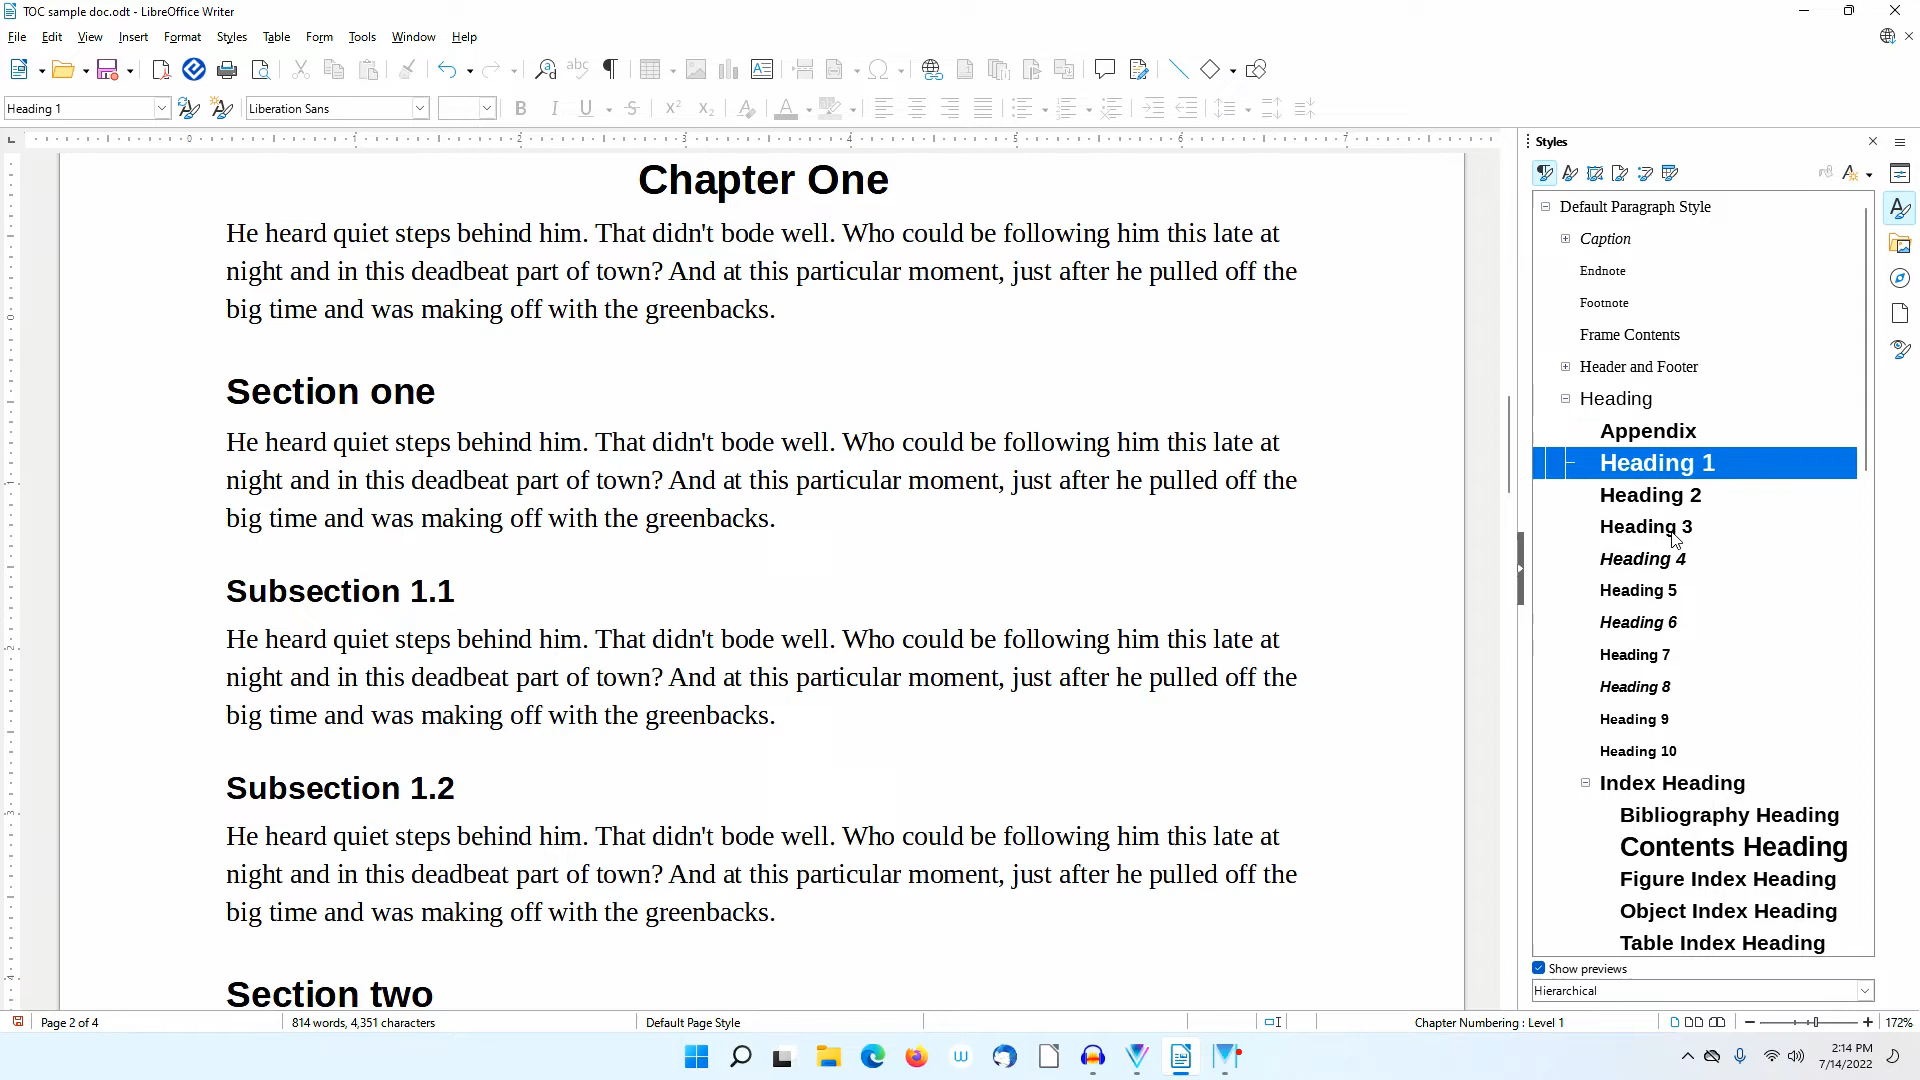 TOC sample doc.odt - LibreOffice Writer
File Edit View Insert Format Styles Table Form Tools Window Help
Heading 1 Liberation Sans
Styles
Chapter One
He heard quiet steps behind him. That didn't bode well. Who could be following him this late at
night and in this deadbeat part of town? And at this particular moment, just after he pulled off the
big time and was making off with the greenbacks.
Section one
He heard quiet steps behind him. That didn't bode well. Who could be following him this late at
night and in this deadbeat part of town? And at this particular moment, just after he pulled off the
big time and was making off with the greenbacks.
Subsection 1.1
He heard quiet steps behind him. That didn't bode well. Who could be following him this late at
night and in this deadbeat part of town? And at this particular moment, just after he pulled off the
big time and was making off with the greenbacks.
Subsection 1.2
He heard quiet steps behind him. That didn't bode well. Who could be following him this late at
night and in this deadbeat part of town? And at this particular moment, just after he pulled off the
big time and was making off with the greenbacks.
Section two
Default Paragraph Style
Caption
Endnote
Footnote
Frame Contents
Header and Footer
Heading
Appendix
Heading 1
Heading 2
Heading 3
Heading 4
Heading 5
Heading 6
Heading 7
Heading 8
Heading 9
Heading 10
Index Heading
Bibliography Heading
Contents Heading
Figure Index Heading
Object Index Heading
Table Index Heading
Show previews
Hierarchical
Page 2 of 4 814 words, 4,351 characters Default Page Style Chapter Numbering : Level 1 172%
2:14 PM
7/14/2022